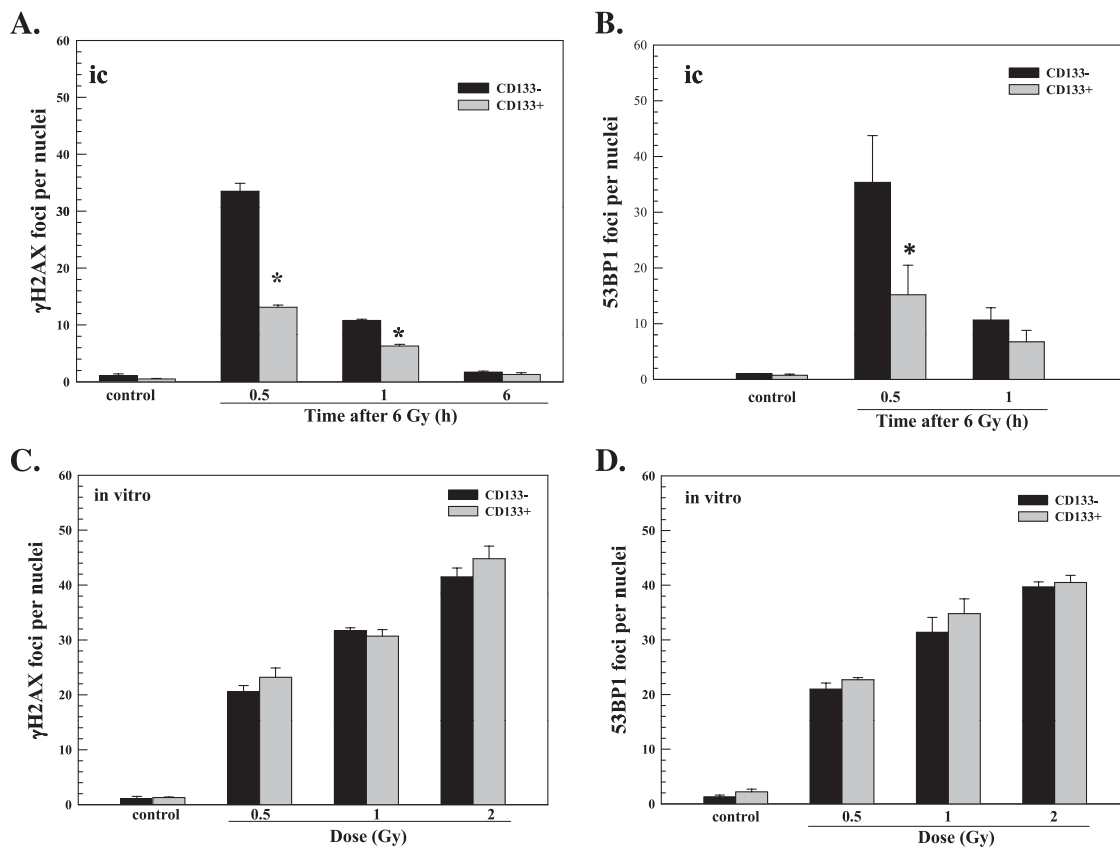 A.
60
50
40
30
20
10
0
γH2AX foci per nuclei
ic
CD133-
CD133+
*
*
control
0.5
1
6
Time after 6 Gy (h)
B.
60
50
40
30
20
10
0
53BP1 foci per nuclei
ic
CD133-
CD133+
*
control
0.5
1
Time after 6 Gy (h)
C.
60
50
40
30
20
10
0
γH2AX foci per nuclei
in vitro
CD133-
CD133+
control
0.5
1
2
Dose (Gy)
D.
60
50
40
30
20
10
0
53BP1 foci per nuclei
in vitro
CD133-
CD133+
control
0.5
1
2
Dose (Gy)